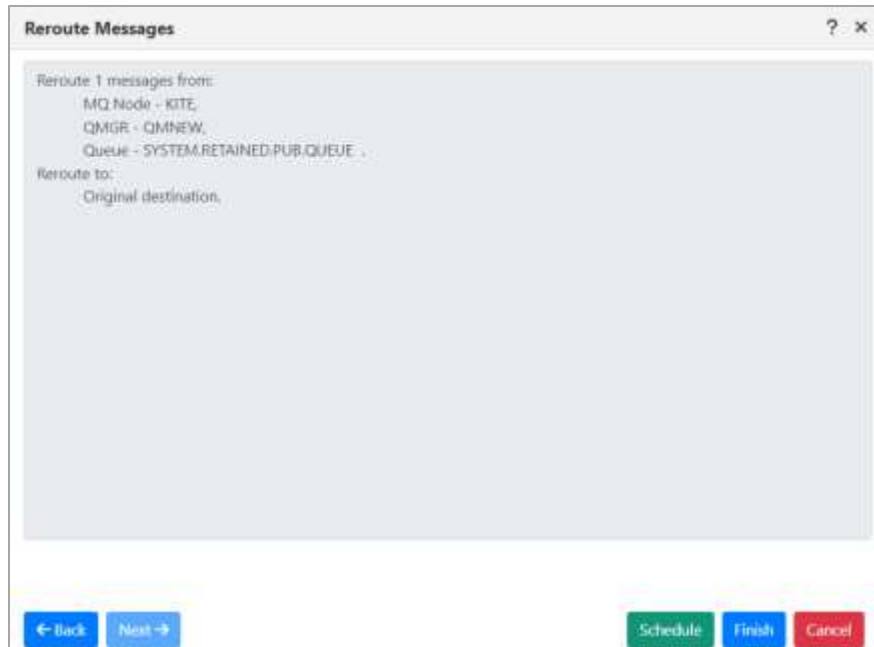 Reroute Messages ? ×
Reroute 1 messages from:
MQ Node - KITE,
QMGR - QMNEW,
Queue - SYSTEM.RETAINED.PUB.QUEUE .
Reroute to:
Original destination.
← Back Next → Schedule Finish Cancel